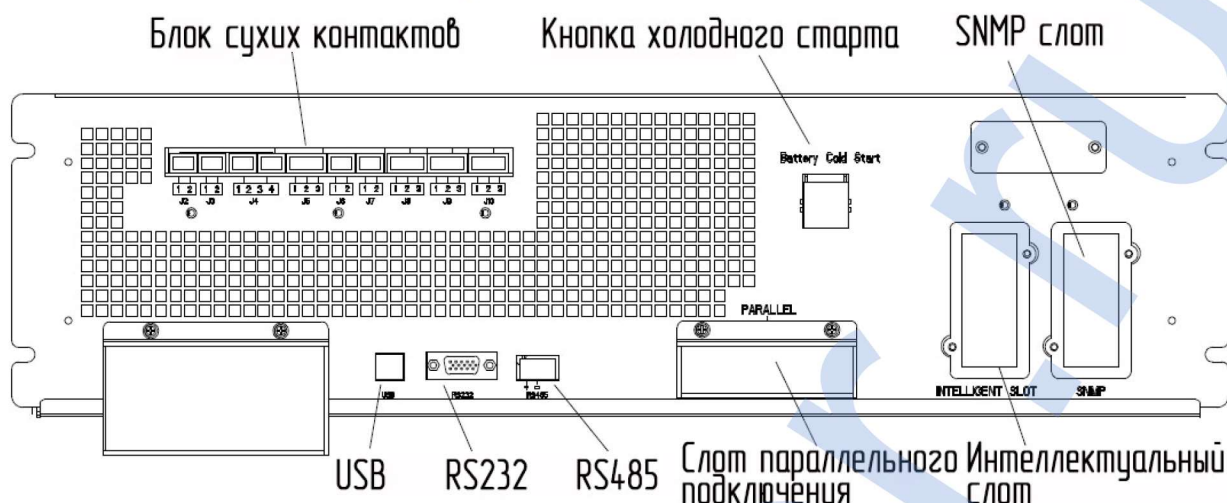 Блок сухих контактов
Кнопка холодного старта
SNMP слот
Battery Cold Start
1 2 1 2 1 2 3 4 1 2 3 1 2 1 2 1 2 3 1 2 3 1 2 3
J2 J3 J4 J5 J6 J7 J8 J9 J10
PARALLEL
USB RS232 RS485
+ -
INTELLIGENT SLOT SNMP
USB RS232 RS485
Слот параллельного
подключения
Интеллектуальный
слот